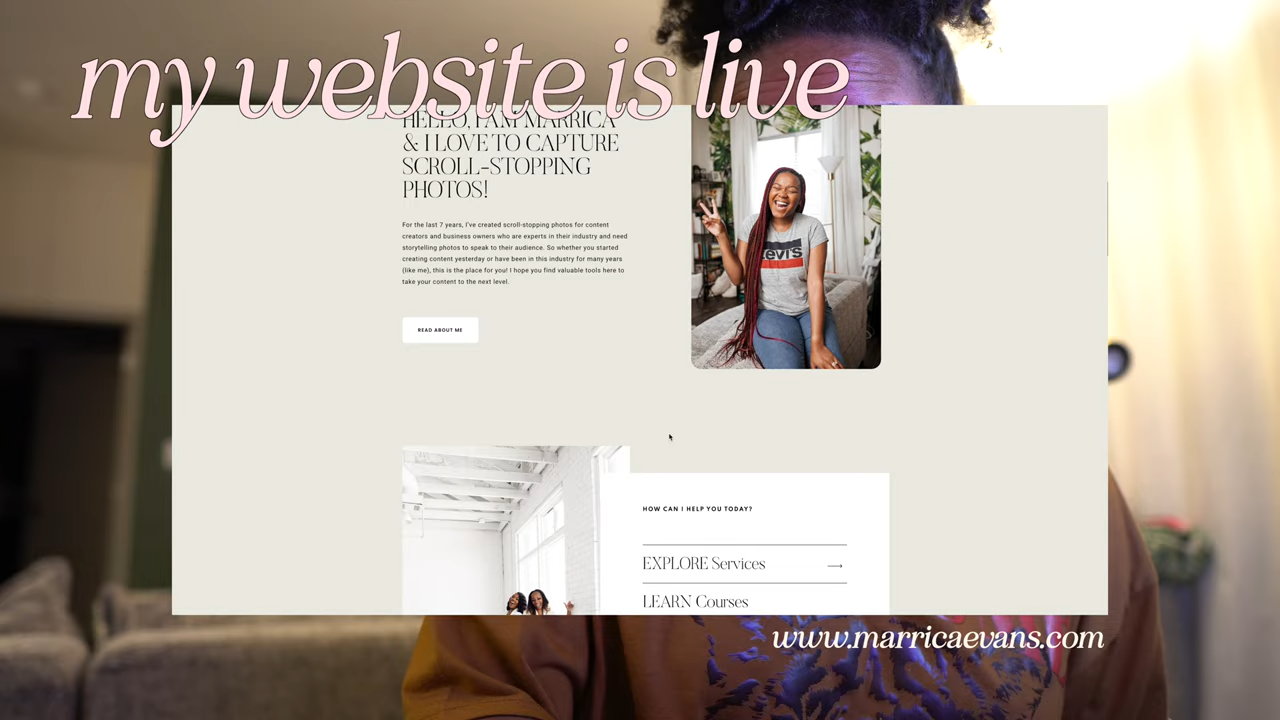 my website is live
HELLO, I AM MARRICA
& I LOVE TO CAPTURE
SCROLL-STOPPING
PHOTOS!
For the last 7 years, I've created scroll-stopping photos for content
creators and business owners who are experts in their industry and need
storytelling photos to speak to their audience. So whether you started
creating content yesterday or have been in this industry for many years
(like me), this is the place for you! I hope you find valuable tools here to
take your content to the next level.
READ ABOUT ME
Levi's
HOW CAN I HELP YOU TODAY?
EXPLORE Services
LEARN Courses
www.marricaevans.com